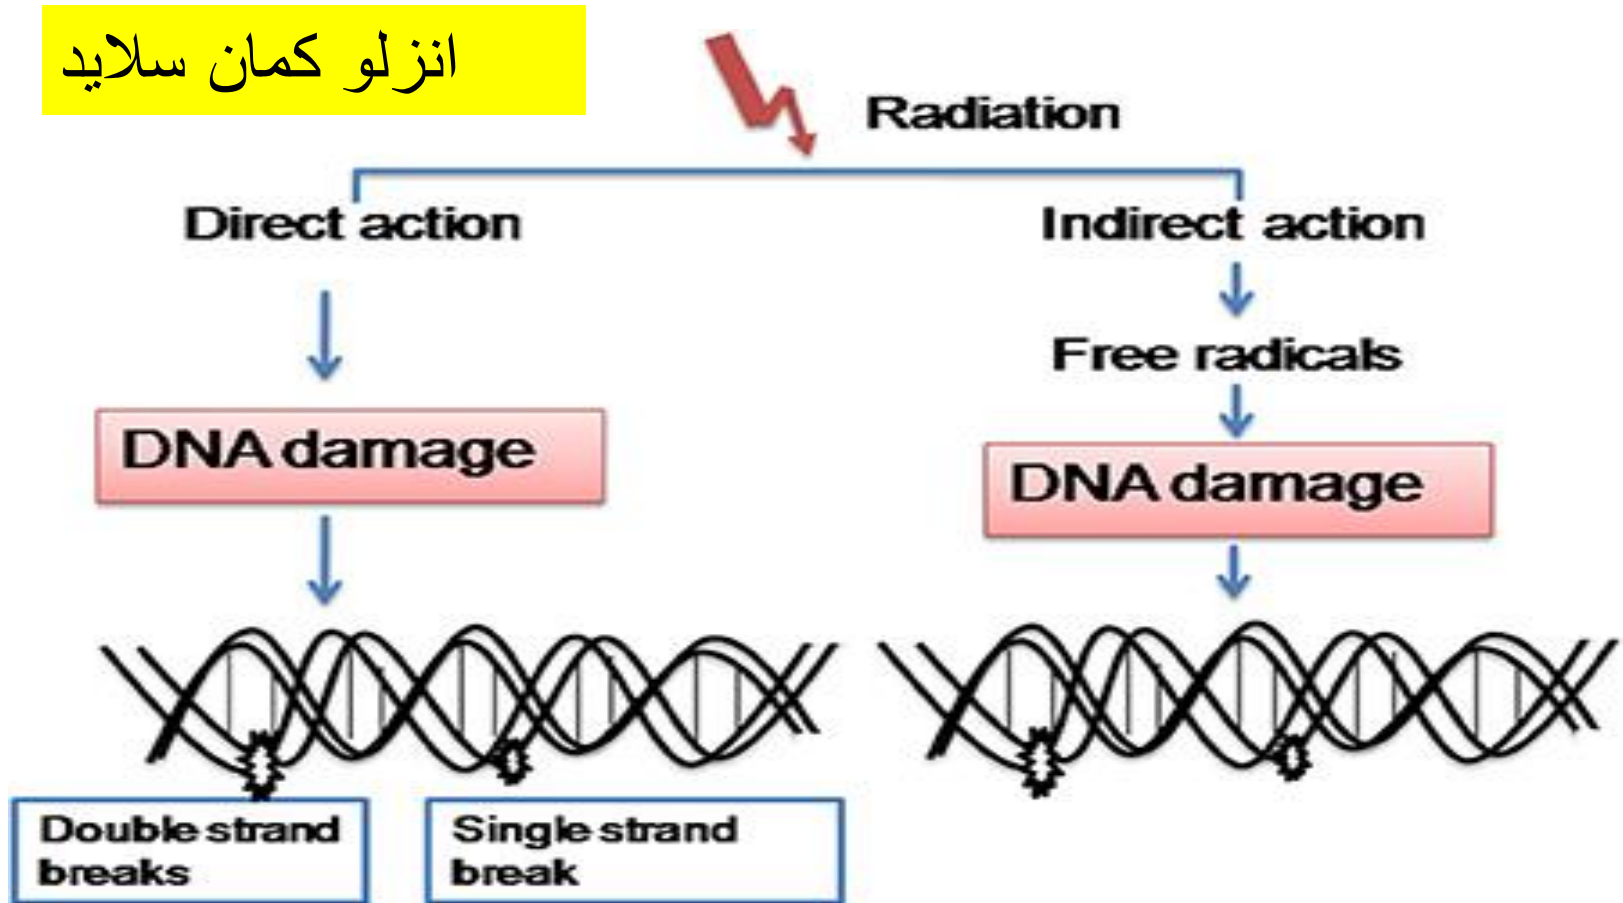 انزلو كمان سلايد
Radiation
Direct action
Indirect action
Free radicals
DNA damage
DNA damage
Double strand
breaks
Single strand
break